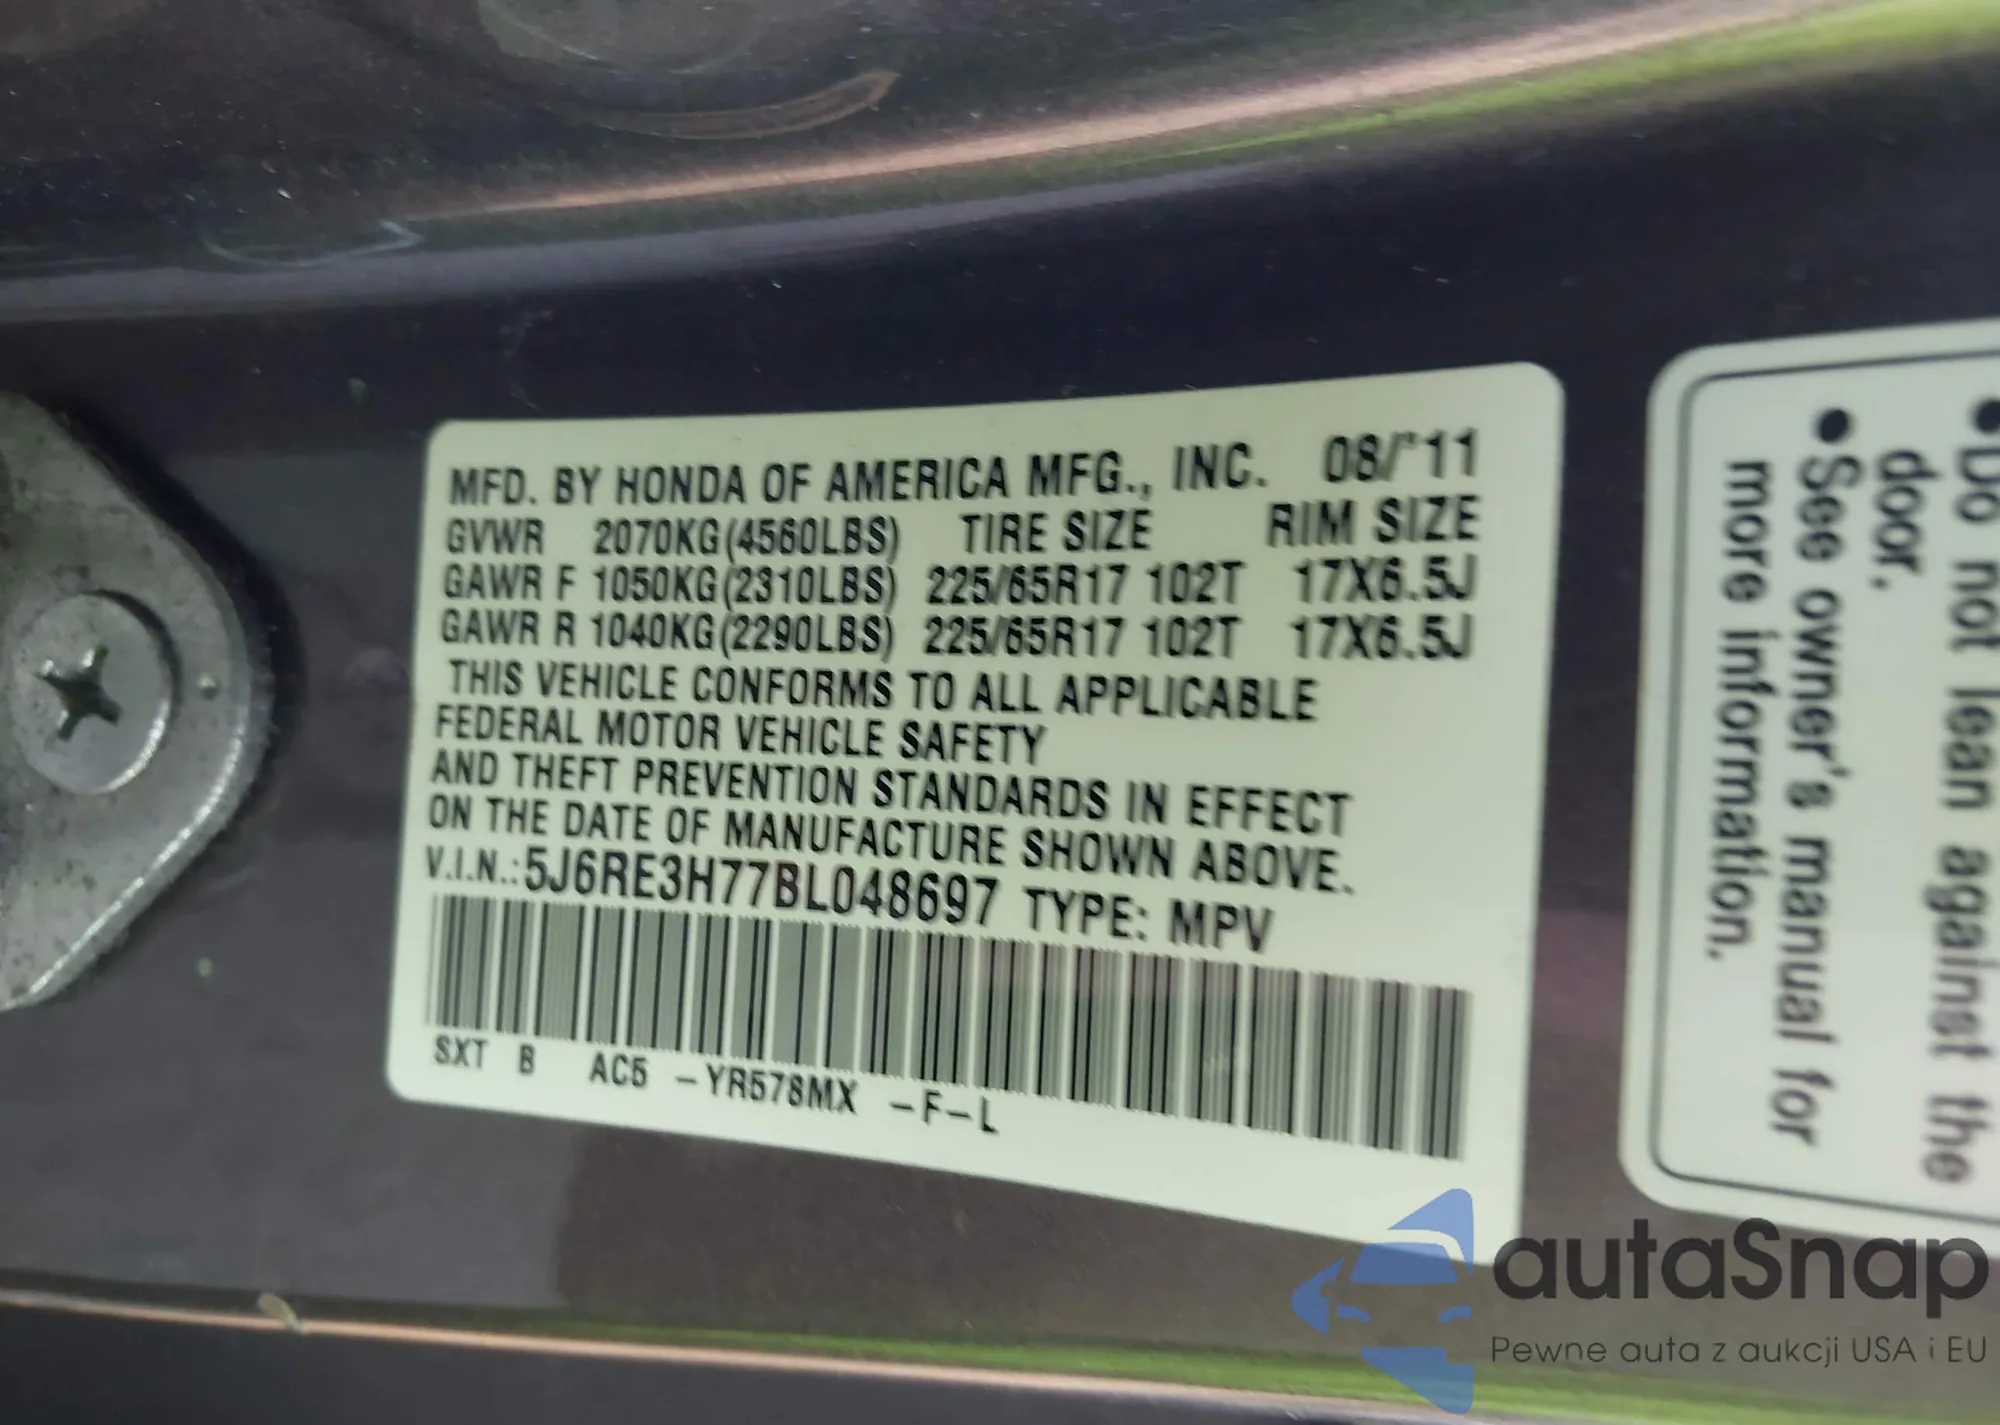 MFD. BY HONDA OF AMERICA MFG., INC. 08/'11
GVWR 2070KG(4560LBS) TIRE SIZE RIM SIZE
GAWR F 1050KG(2310LBS) 225/65R17 102T 17X6.5J
GAWR R 1040KG(2290LBS) 225/65R17 102T 17X6.5J
THIS VEHICLE CONFORMS TO ALL APPLICABLE
FEDERAL MOTOR VEHICLE SAFETY
AND THEFT PREVENTION STANDARDS IN EFFECT
ON THE DATE OF MANUFACTURE SHOWN ABOVE.
V.I.N.:5J6RE3H77BL048697 TYPE: MPV
SXT B AC5 -YR578MX -F-L
●Do not lean against the
door.
●See owner's manual for
more information.
autaSnap
Pewne auta z aukcji USA i EU